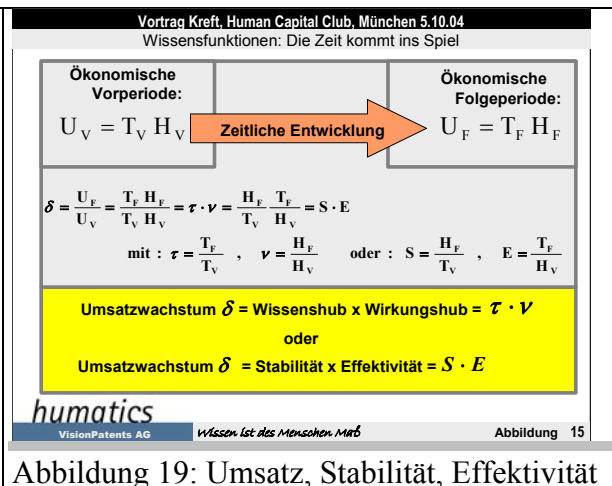 Vortrag Kreft, Human Capital Club, München 5.10.04
Wissensfunktionen: Die Zeit kommt ins Spiel
Ökonomische
Vorperiode:
U_V = T_V H_V
Zeitliche Entwicklung
Ökonomische
Folgeperiode:
U_F = T_F H_F
δ = U_F / U_V = T_F H_F / T_V H_V = τ · ν = H_F / T_V T_F / H_V = S · E
mit : τ = T_F / T_V , ν = H_F / H_V oder : S = H_F / T_V , E = T_F / H_V
Umsatzwachstum δ = Wissenshub x Wirkungshub = τ · ν
oder
Umsatzwachstum δ = Stabilität x Effektivität = S · E
humatics
VisionPatents AG Wissen ist des Menschen Maß Abbildung 15
Abbildung 19: Umsatz, Stabilität, Effektivität